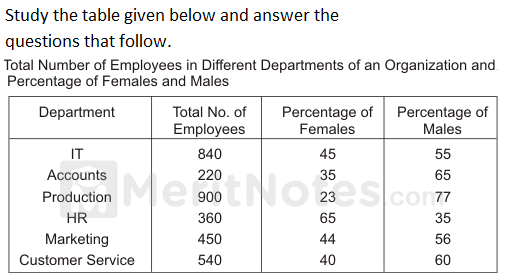 Study the table given below and answer the
questions that follow.
Total Number of Employees in Different Departments of an Organization and
Percentage of Females and Males
Department Total No. of Employees Percentage of Females Percentage of Males
IT 840 45 55
Accounts 220 35 65
Production 900 23 77
HR 360 65 35
Marketing 450 44 56
Customer Service 540 40 60
MeritNotes.com